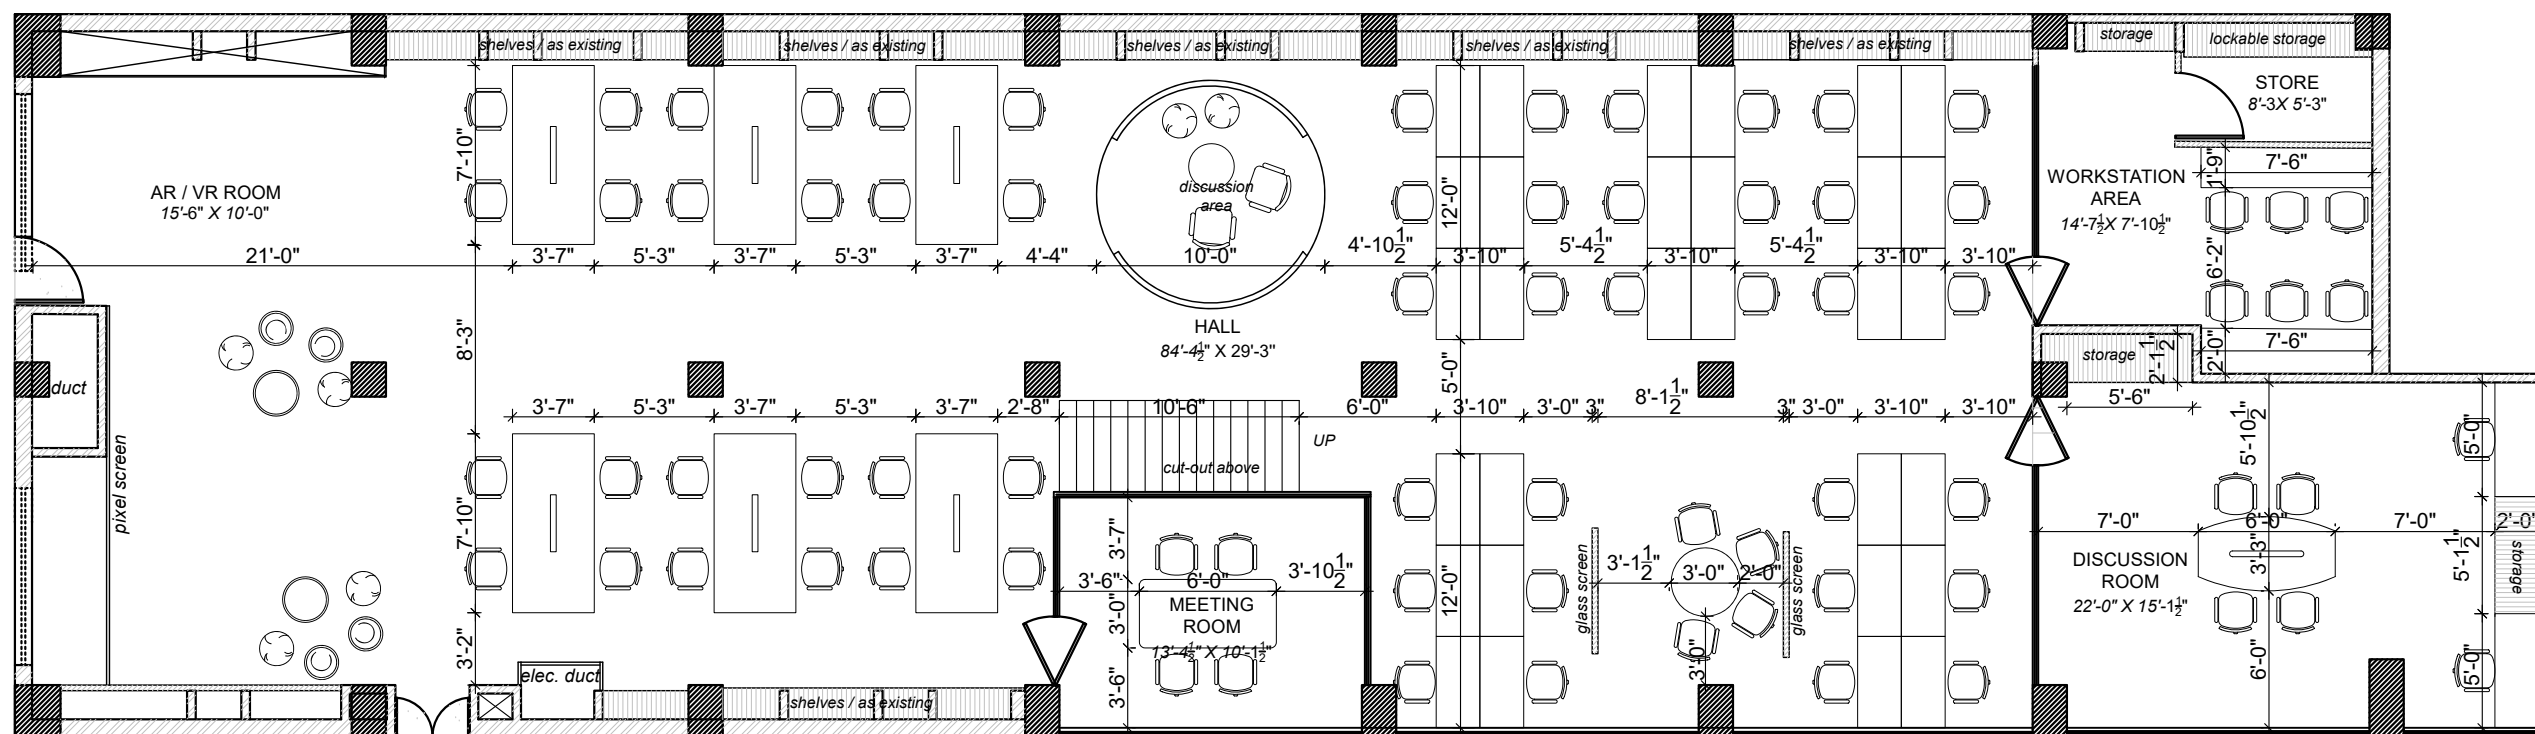 shelves / as existing
shelves / as existing
shelves / as existing
shelves / as existing
shelves / as existing
storage
lockable storage
STORE
8'-3X 5'-3"
7'-10"
AR / VR ROOM
15'-6" X 10'-0"
discussion
area
12'-0"
WORKSTATION
AREA
14'-7½X 7'-10½"
1'-9"
7'-6"
6'-2"
21'-0"
3'-7"
5'-3"
3'-7"
5'-3"
3'-7"
4'-4"
10'-0"
4'-10½"
3'-10"
5'-4½"
3'-10"
5'-4½"
3'-10"
3'-10"
8'-3"
HALL
84'-4½" X 29'-3"
5'-0"
storage
2'-1½"
2'-0"
7'-6"
duct
3'-7"
5'-3"
3'-7"
5'-3"
3'-7"
2'-8"
10'-6"
6'-0"
3'-10"
3'-0"
3"
8'-1½"
3"
3'-0"
3'-10"
3'-10"
5'-6"
UP
cut-out above
pixel screen
7'-10"
5'-10½"
5'-0"
3'-7"
3'-6"
6'-0"
3'-10½"
3'-0"
MEETING
ROOM
13'-4½" X 10'-1½"
3'-6"
12'-0"
glass screen
3'-1½"
3'-0"
2'-0"
glass screen
3'-0"
7'-0"
6'-0"
7'-0"
2'-0"
3'-3"
5'-1½"
storage
DISCUSSION
ROOM
22'-0" X 15'-1½"
6'-0"
5'-0"
3'-2"
elec. duct
shelves / as existing